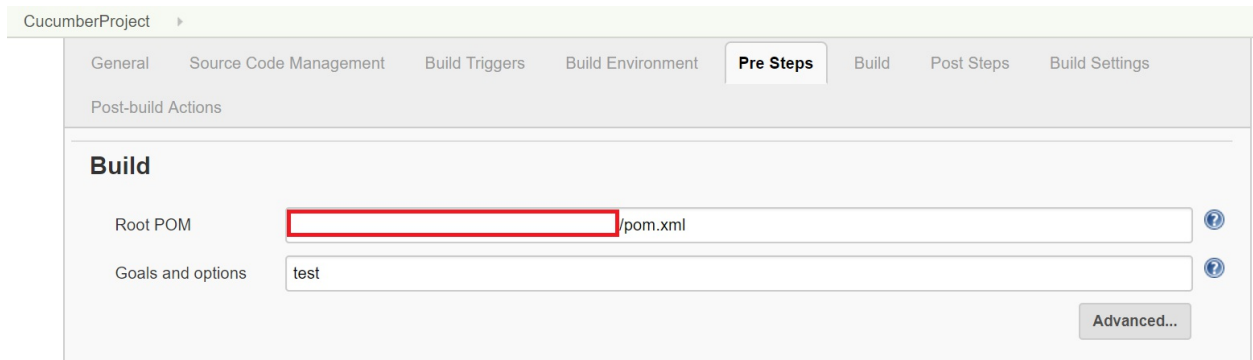 CucumberProject
General Source Code Management Build Triggers Build Environment Pre Steps Build Post Steps Build Settings
Post-build Actions
Build
Root POM /pom.xml
Goals and options test
Advanced...